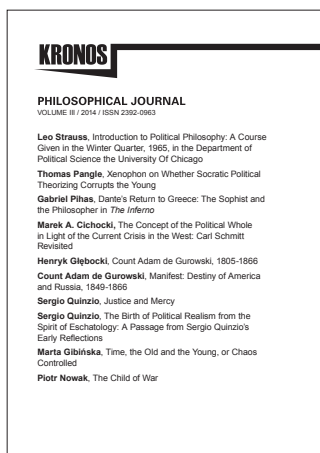 KRONOS
PHILOSOPHICAL JOURNAL
VOLUME III / 2014 / ISSN 2392-0963
Leo Strauss, Introduction to Political Philosophy: A Course
Given in the Winter Quarter, 1965, in the Department of
Political Science the University Of Chicago
Thomas Pangle, Xenophon on Whether Socratic Political
Theorizing Corrupts the Young
Gabriel Pihas, Dante's Return to Greece: The Sophist and
the Philosopher in The Inferno
Marek A. Cichocki, The Concept of the Political Whole
in Light of the Current Crisis in the West: Carl Schmitt
Revisited
Henryk Głębocki, Count Adam de Gurowski, 1805-1866
Count Adam de Gurowski, Manifest: Destiny of America
and Russia, 1849-1866
Sergio Quinzio, Justice and Mercy
Sergio Quinzio, The Birth of Political Realism from the
Spirit of Eschatology: A Passage from Sergio Quinzio's
Early Reflections
Marta Gibińska, Time, the Old and the Young, or Chaos
Controlled
Piotr Nowak, The Child of War